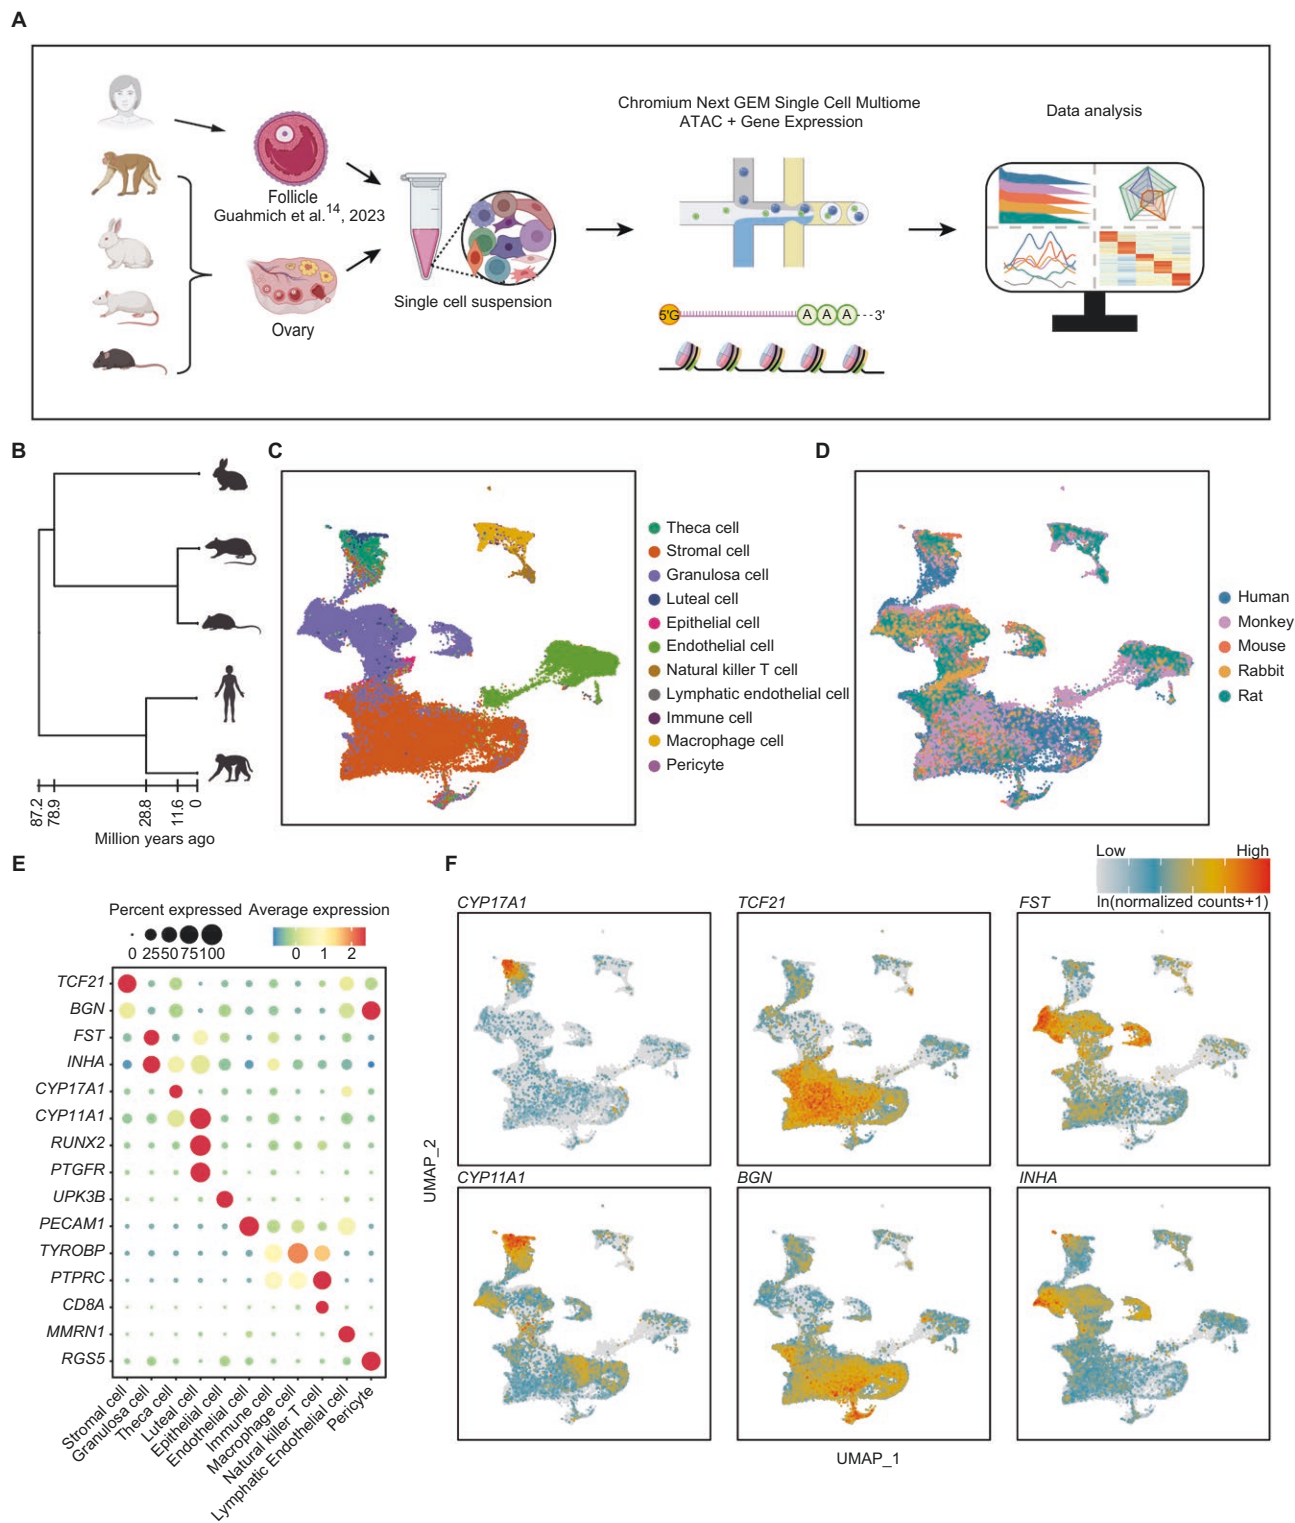 A
Follicle
Guahmich et al.14, 2023
Ovary
Single cell suspension
Chromium Next GEM Single Cell Multiome
ATAC + Gene Expression
5'G
A A A ---3'
Data analysis
B
87.2
78.9
28.8
11.6
0
Million years ago
C
Theca cell
Stromal cell
Granulosa cell
Luteal cell
Epithelial cell
Endothelial cell
Natural killer T cell
Lymphatic endothelial cell
Immune cell
Macrophage cell
Pericyte
D
Human
Monkey
Mouse
Rabbit
Rat
E
Percent expressed
0 25 50 75 100
Average expression
0 1 2
TCF21
BGN
FST
INHA
CYP17A1
CYP11A1
RUNX2
PTGFR
UPK3B
PECAM1
TYROBP
PTPRC
CD8A
MMRN1
RGS5
Stromal cell
Granulosa cell
Theca cell
Luteal cell
Epithelial cell
Endothelial cell
Immune cell
Macrophage cell
Natural killer T cell
Lymphatic Endothelial cell
Pericyte
F
Low High
ln(normalized counts+1)
CYP17A1
TCF21
FST
CYP11A1
BGN
INHA
UMAP_2
UMAP_1